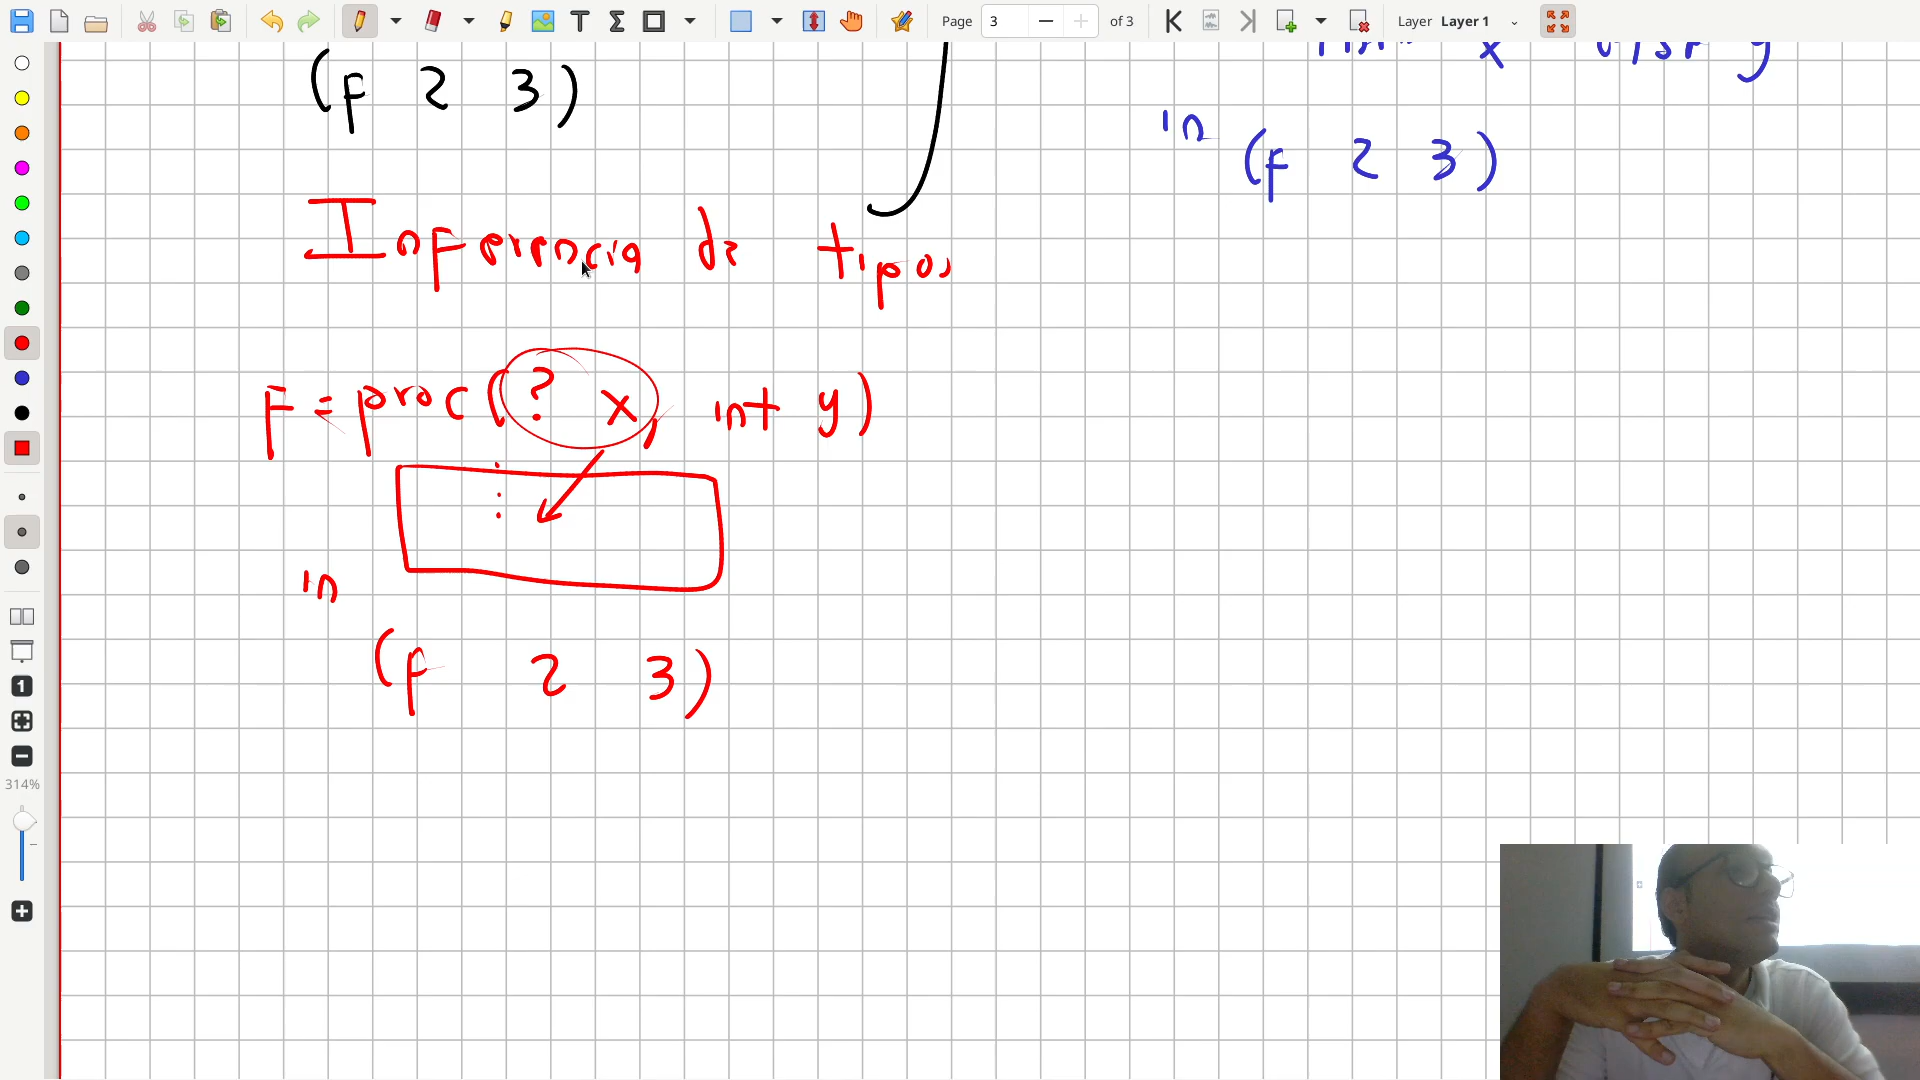 Page 3 of 3 Layer Layer 1
(f 2 3)
x y
in (f 2 3)
Inferencia de tipos
F = proc (? x, int y)
in
(f 2 3)
1
314%